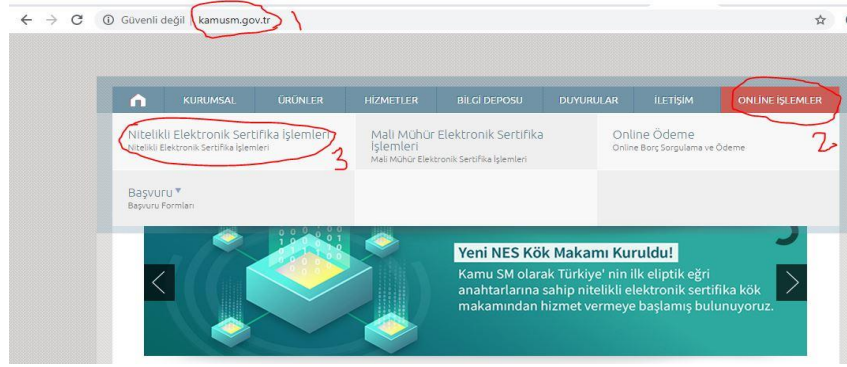 Güvenli değil | kamusm.gov.tr 1
KURUMSAL ÜRÜNLER HİZMETLER BİLGİ DEPOSU DUYURULAR İLETİŞİM ONLİNE İŞLEMLER
2
Nitelikli Elektronik Sertifika İşlemleri
Nitelikli Elektronik Sertifika İşlemleri
3
Mali Mühür Elektronik Sertifika
İşlemleri
Mali Mühür Elektronik Sertifika İşlemleri
Online Ödeme
Online Borç Sorgulama ve Ödeme
Başvuru
Başvuru Formları
Yeni NES Kök Makamı Kuruldu!
Kamu SM olarak Türkiye' nin ilk eliptik eğri
anahtarlarına sahip nitelikli elektronik sertifika kök
makamından hizmet vermeye başlamış bulunuyoruz.